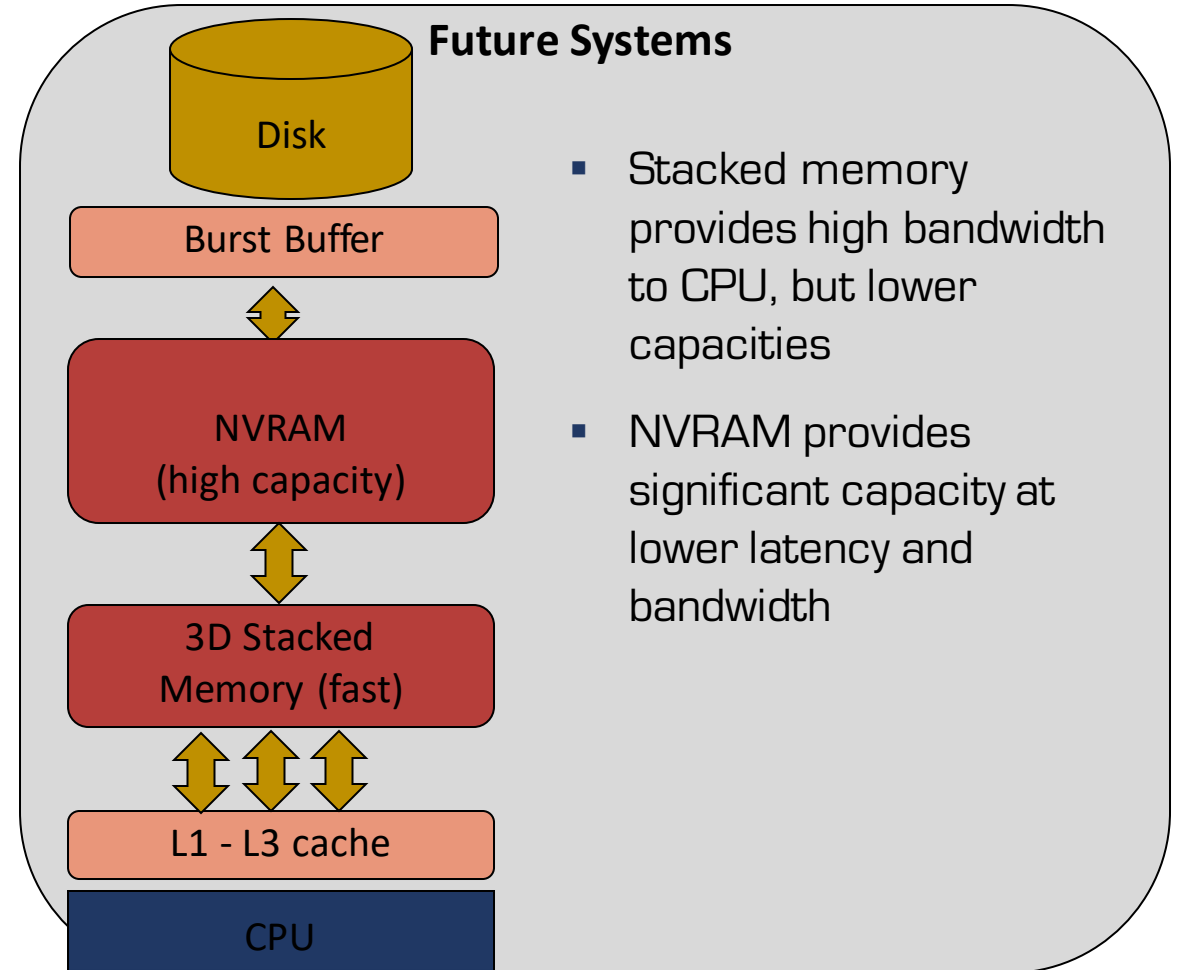 Future Systems
Disk
Burst Buffer
NVRAM
(high capacity)
3D Stacked
Memory (fast)
L1 - L3 cache
CPU
▪ Stacked memory
provides high bandwidth
to CPU, but lower
capacities
▪ NVRAM provides
significant capacity at
lower latency and
bandwidth